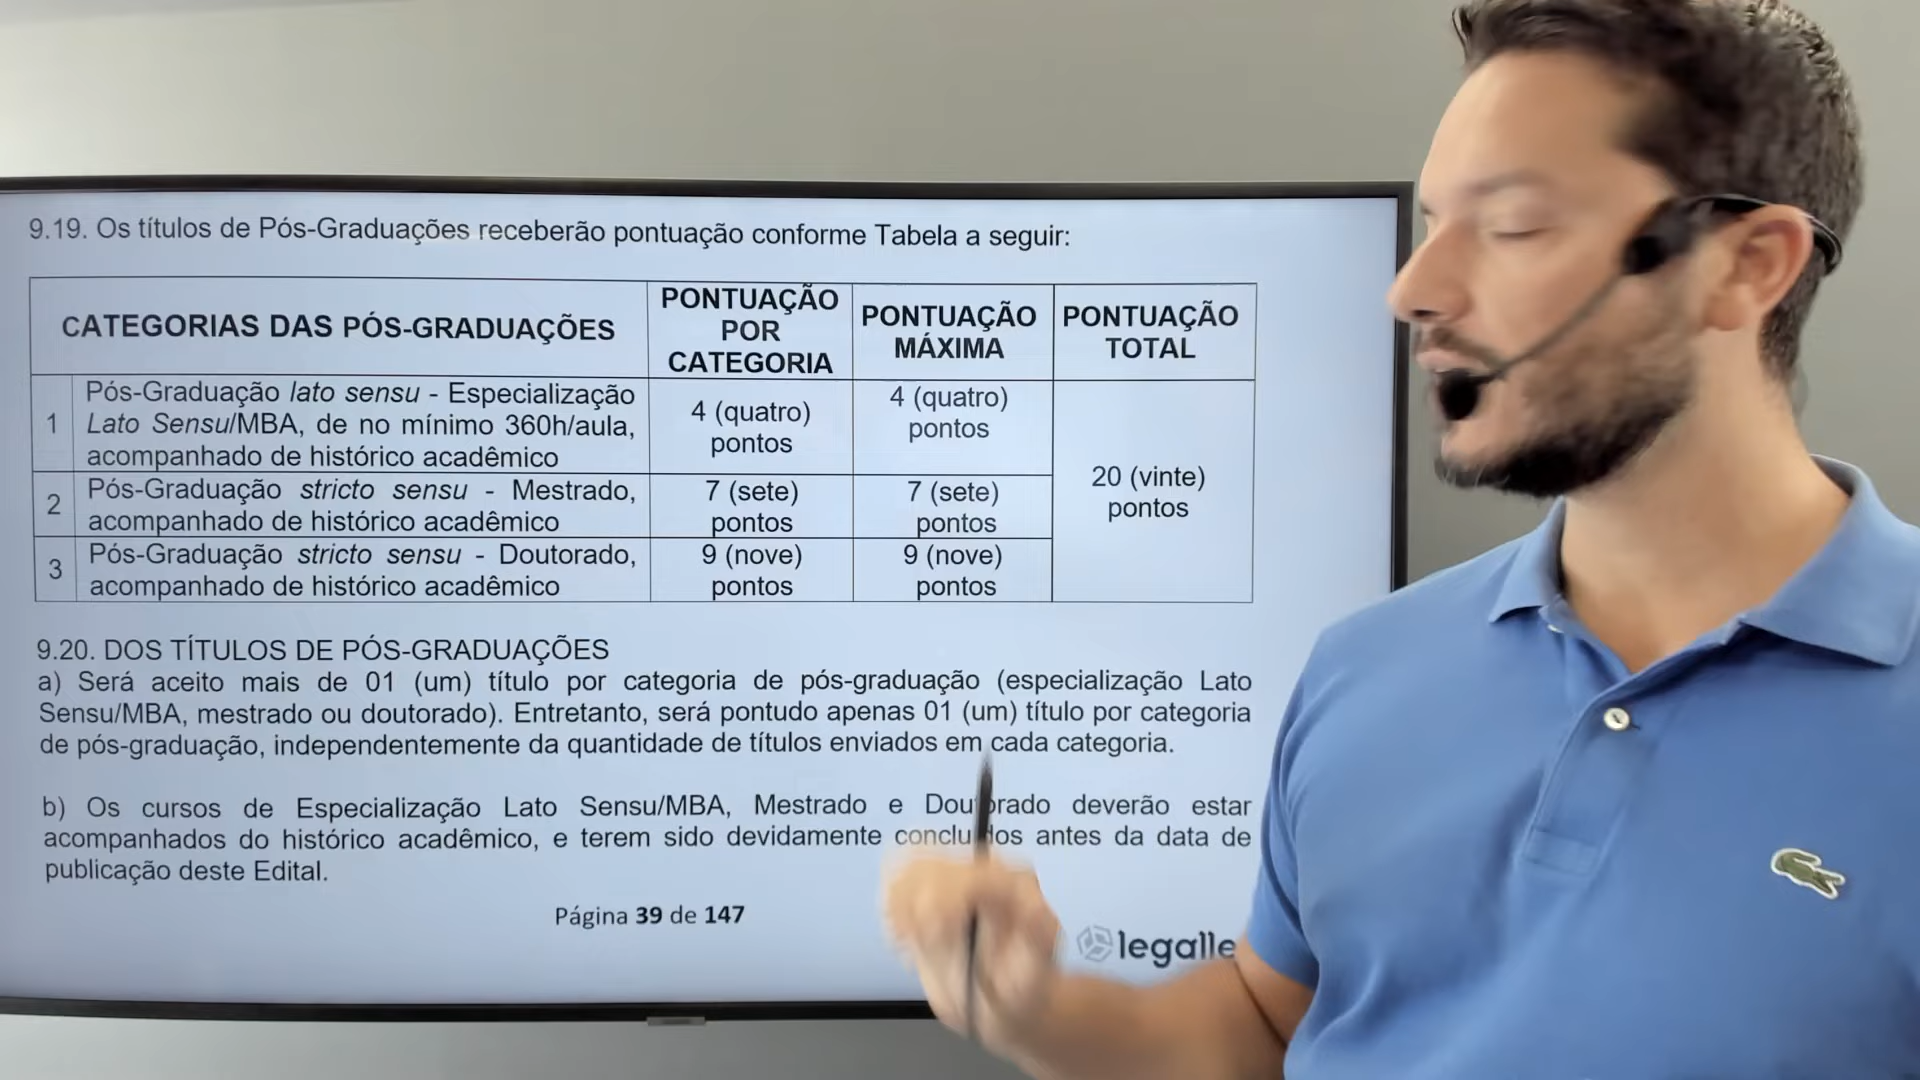 9.19. Os títulos de Pós-Graduações receberão pontuação conforme Tabela a seguir:
CATEGORIAS DAS PÓS-GRADUAÇÕES
PONTUAÇÃO
POR
CATEGORIA
PONTUAÇÃO
MÁXIMA
PONTUAÇÃO
TOTAL
1
Pós-Graduação lato sensu - Especialização
Lato Sensu/MBA, de no mínimo 360h/aula,
acompanhado de histórico acadêmico
4 (quatro)
pontos
4 (quatro)
pontos
20 (vinte)
pontos
2
Pós-Graduação stricto sensu - Mestrado,
acompanhado de histórico acadêmico
7 (sete)
pontos
7 (sete)
pontos
3
Pós-Graduação stricto sensu - Doutorado,
acompanhado de histórico acadêmico
9 (nove)
pontos
9 (nove)
pontos
9.20. DOS TÍTULOS DE PÓS-GRADUAÇÕES
a) Será aceito mais de 01 (um) título por categoria de pós-graduação (especialização Lato
Sensu/MBA, mestrado ou doutorado). Entretanto, será pontudo apenas 01 (um) título por categoria
de pós-graduação, independentemente da quantidade de títulos enviados em cada categoria.
b) Os cursos de Especialização Lato Sensu/MBA, Mestrado e Doutorado deverão estar
acompanhados do histórico acadêmico, e terem sido devidamente concluídos antes da data de
publicação deste Edital.
Página 39 de 147
legalle